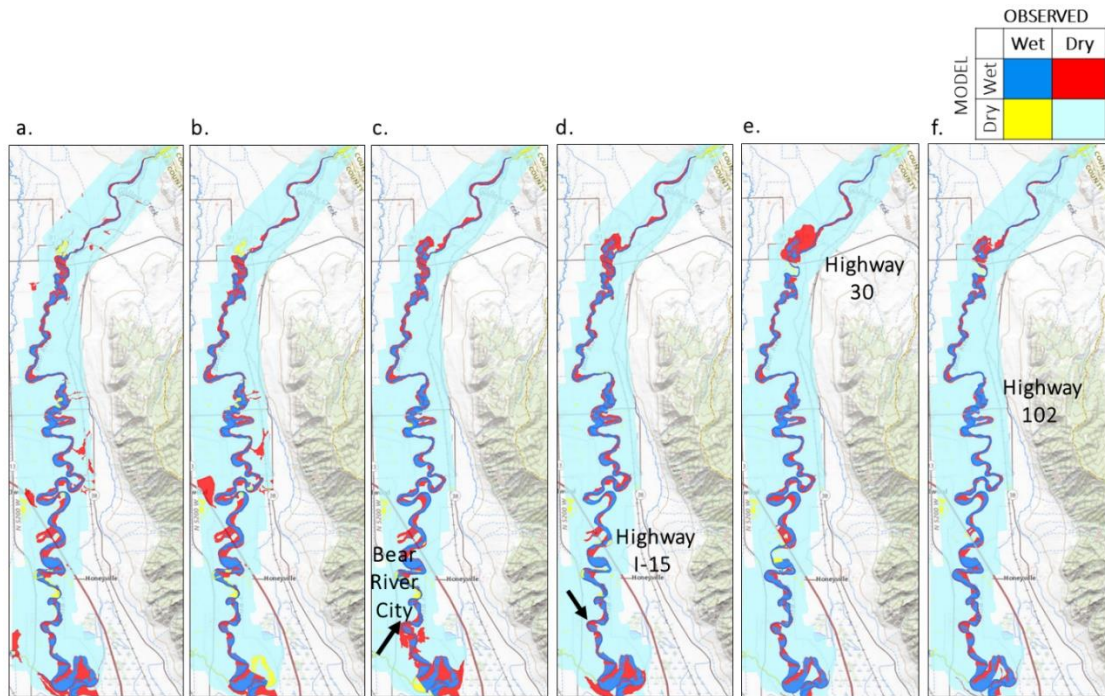 OBSERVED
Wet Dry
MODEL
Wet
Dry
a. b. c. d. e. f.
Highway
30
Highway
102
Highway
I-15
Bear
River
City
Honeyville
Honeyville
Honeyville
Honeyville
Honeyville